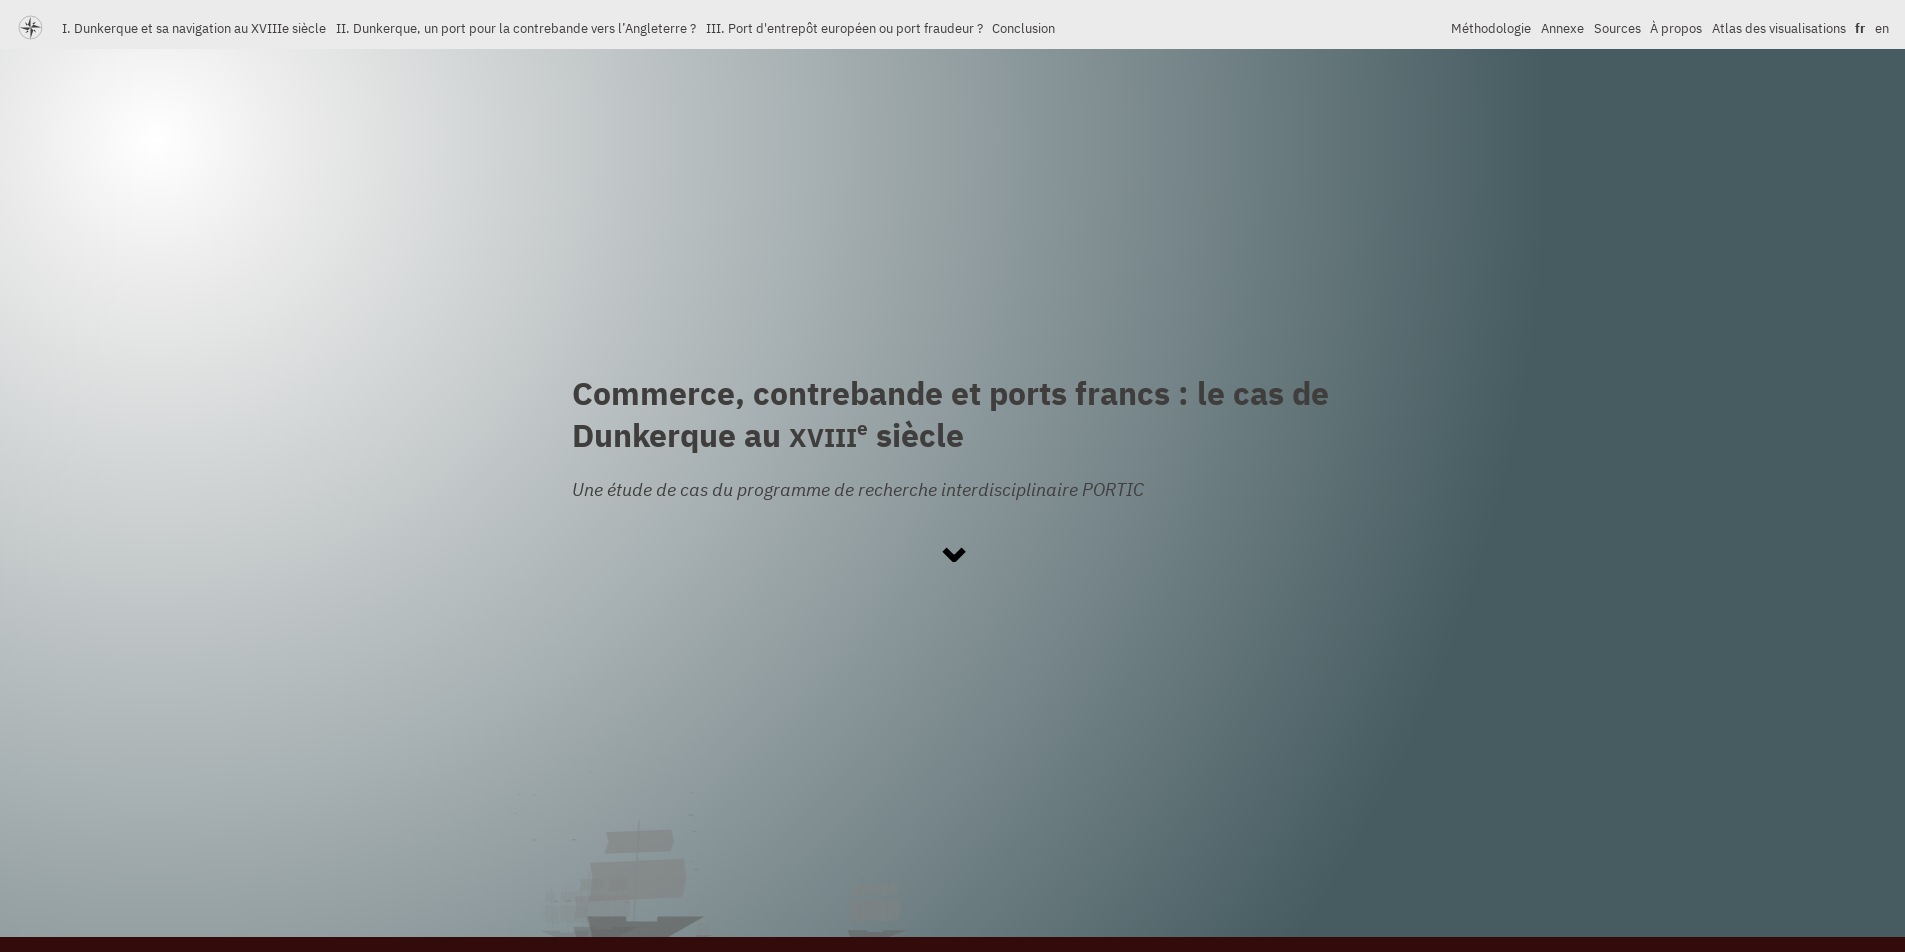 I. Dunkerque et sa navigation au XVIIIe siècle II. Dunkerque, un port pour la contrebande vers l’Angleterre ? III. Port d'entrepôt européen ou port fraudeur ? Conclusion Méthodologie Annexe Sources À propos Atlas des visualisations fr en
Commerce, contrebande et ports francs : le cas de
Dunkerque au XVIIIe siècle
Une étude de cas du programme de recherche interdisciplinaire PORTIC